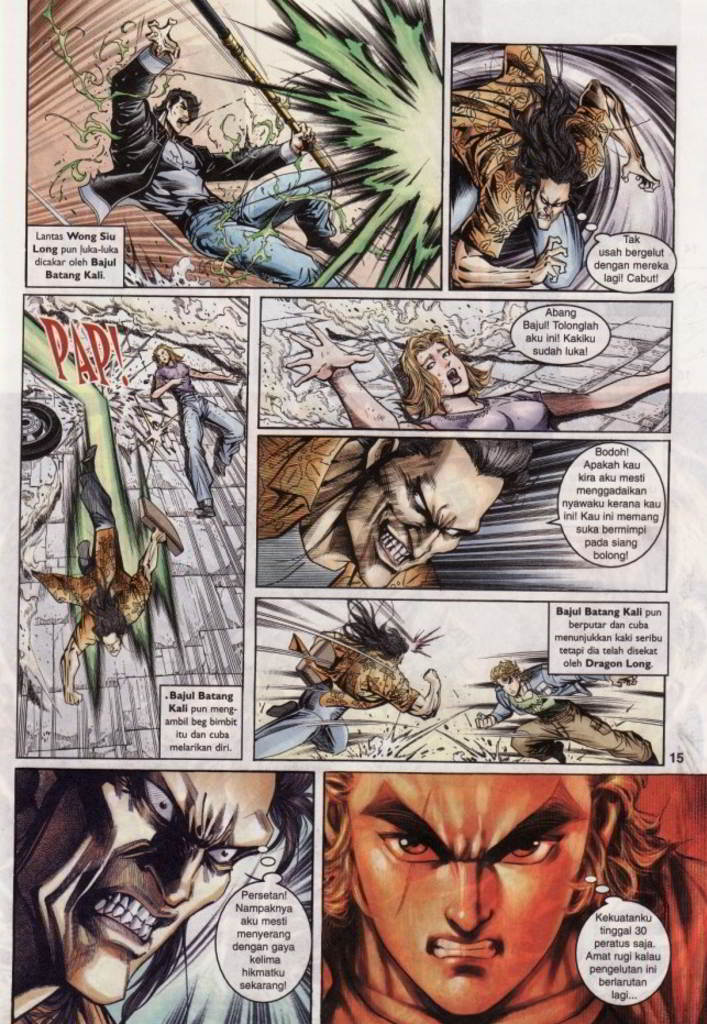 Lantas Wong Siu
Long pun luka-luka
dicakar oleh Bajul
Batang Kali.
Tak
usah bergelut
dengan mereka
lagi! Cabut!
PAP!
.Bajul Batang
Kali pun meng-
ambil beg bimbit
itu dan cuba
melarikan diri.
Abang
Bajul! Tolonglah
aku ini! Kakiku
sudah luka!
Bodoh!
Apakah kau
kira aku mesti
menggadaikan
nyawaku kerana kau
ini! Kau ini memang
suka bermimpi
pada siang
bolong!
Bajul Batang Kali pun
berputar dan cuba
menunjukkan kaki seribu
tetapi dia telah disekat
oleh Dragon Long.
15
Persetan!
Nampaknya
aku mesti
menyerang
dengan gaya
kelima
hikmatku
sekarang!
Kekuatanku
tinggal 30
peratus saja.
Amat rugi kalau
pengelutan ini
berlarutan
lagi...